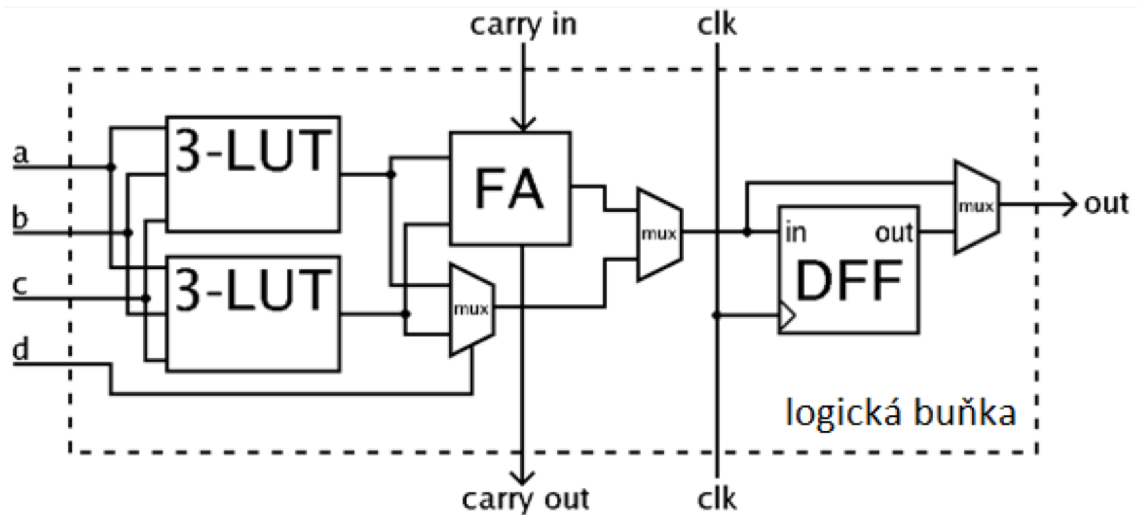 carry in
clk
a
b
c
d
3-LUT
3-LUT
FA
mux
mux
in
out
DFF
mux
out
logická buňka
carry out
clk